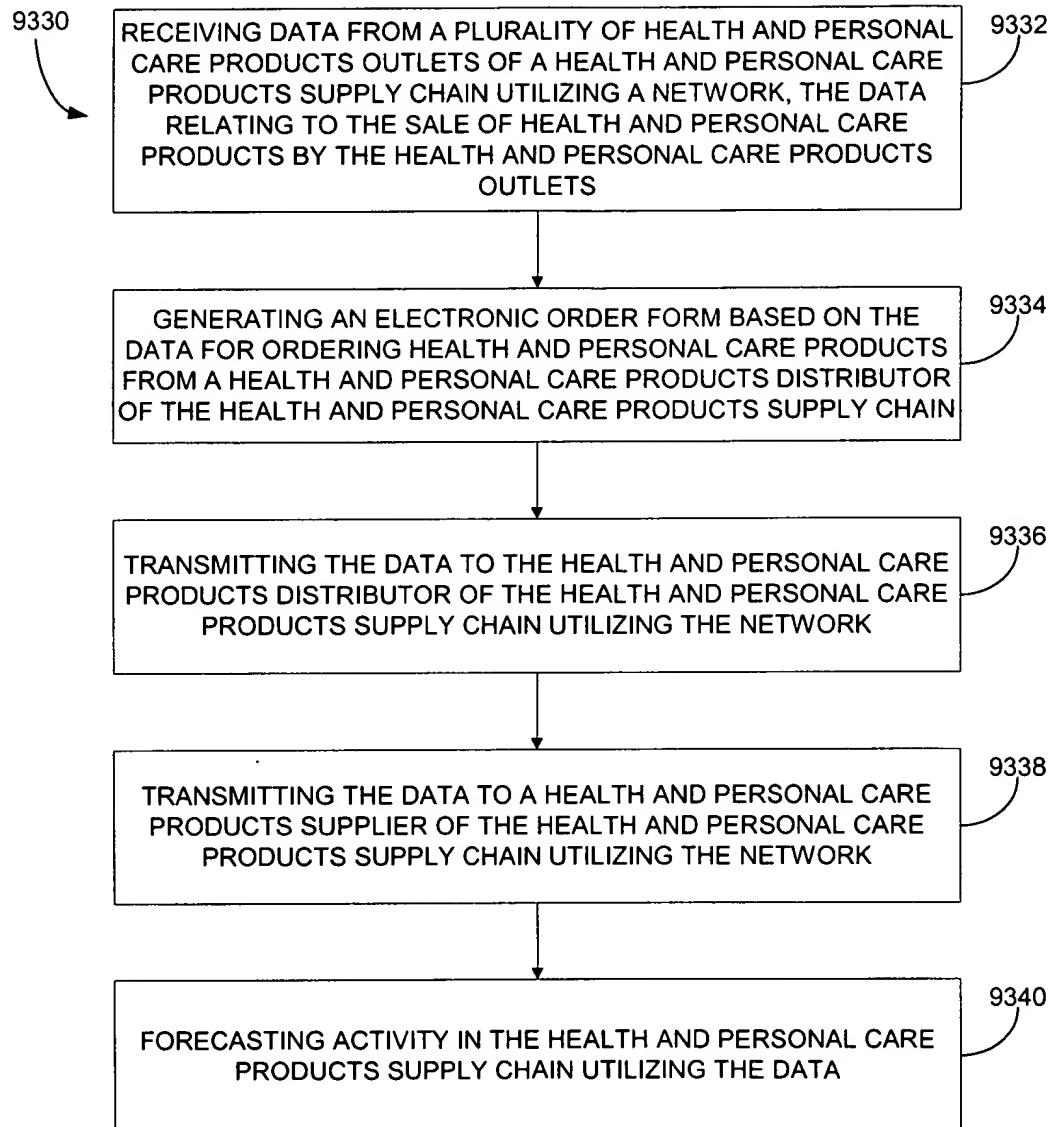 9330
RECEIVING DATA FROM A PLURALITY OF HEALTH AND PERSONAL
CARE PRODUCTS OUTLETS OF A HEALTH AND PERSONAL CARE
PRODUCTS SUPPLY CHAIN UTILIZING A NETWORK, THE DATA
RELATING TO THE SALE OF HEALTH AND PERSONAL CARE
PRODUCTS BY THE HEALTH AND PERSONAL CARE PRODUCTS
OUTLETS
9332
GENERATING AN ELECTRONIC ORDER FORM BASED ON THE
DATA FOR ORDERING HEALTH AND PERSONAL CARE PRODUCTS
FROM A HEALTH AND PERSONAL CARE PRODUCTS DISTRIBUTOR
OF THE HEALTH AND PERSONAL CARE PRODUCTS SUPPLY CHAIN
9334
TRANSMITTING THE DATA TO THE HEALTH AND PERSONAL CARE
PRODUCTS DISTRIBUTOR OF THE HEALTH AND PERSONAL CARE
PRODUCTS SUPPLY CHAIN UTILIZING THE NETWORK
9336
TRANSMITTING THE DATA TO A HEALTH AND PERSONAL CARE
PRODUCTS SUPPLIER OF THE HEALTH AND PERSONAL CARE
PRODUCTS SUPPLY CHAIN UTILIZING THE NETWORK
9338
FORECASTING ACTIVITY IN THE HEALTH AND PERSONAL CARE
PRODUCTS SUPPLY CHAIN UTILIZING THE DATA
9340